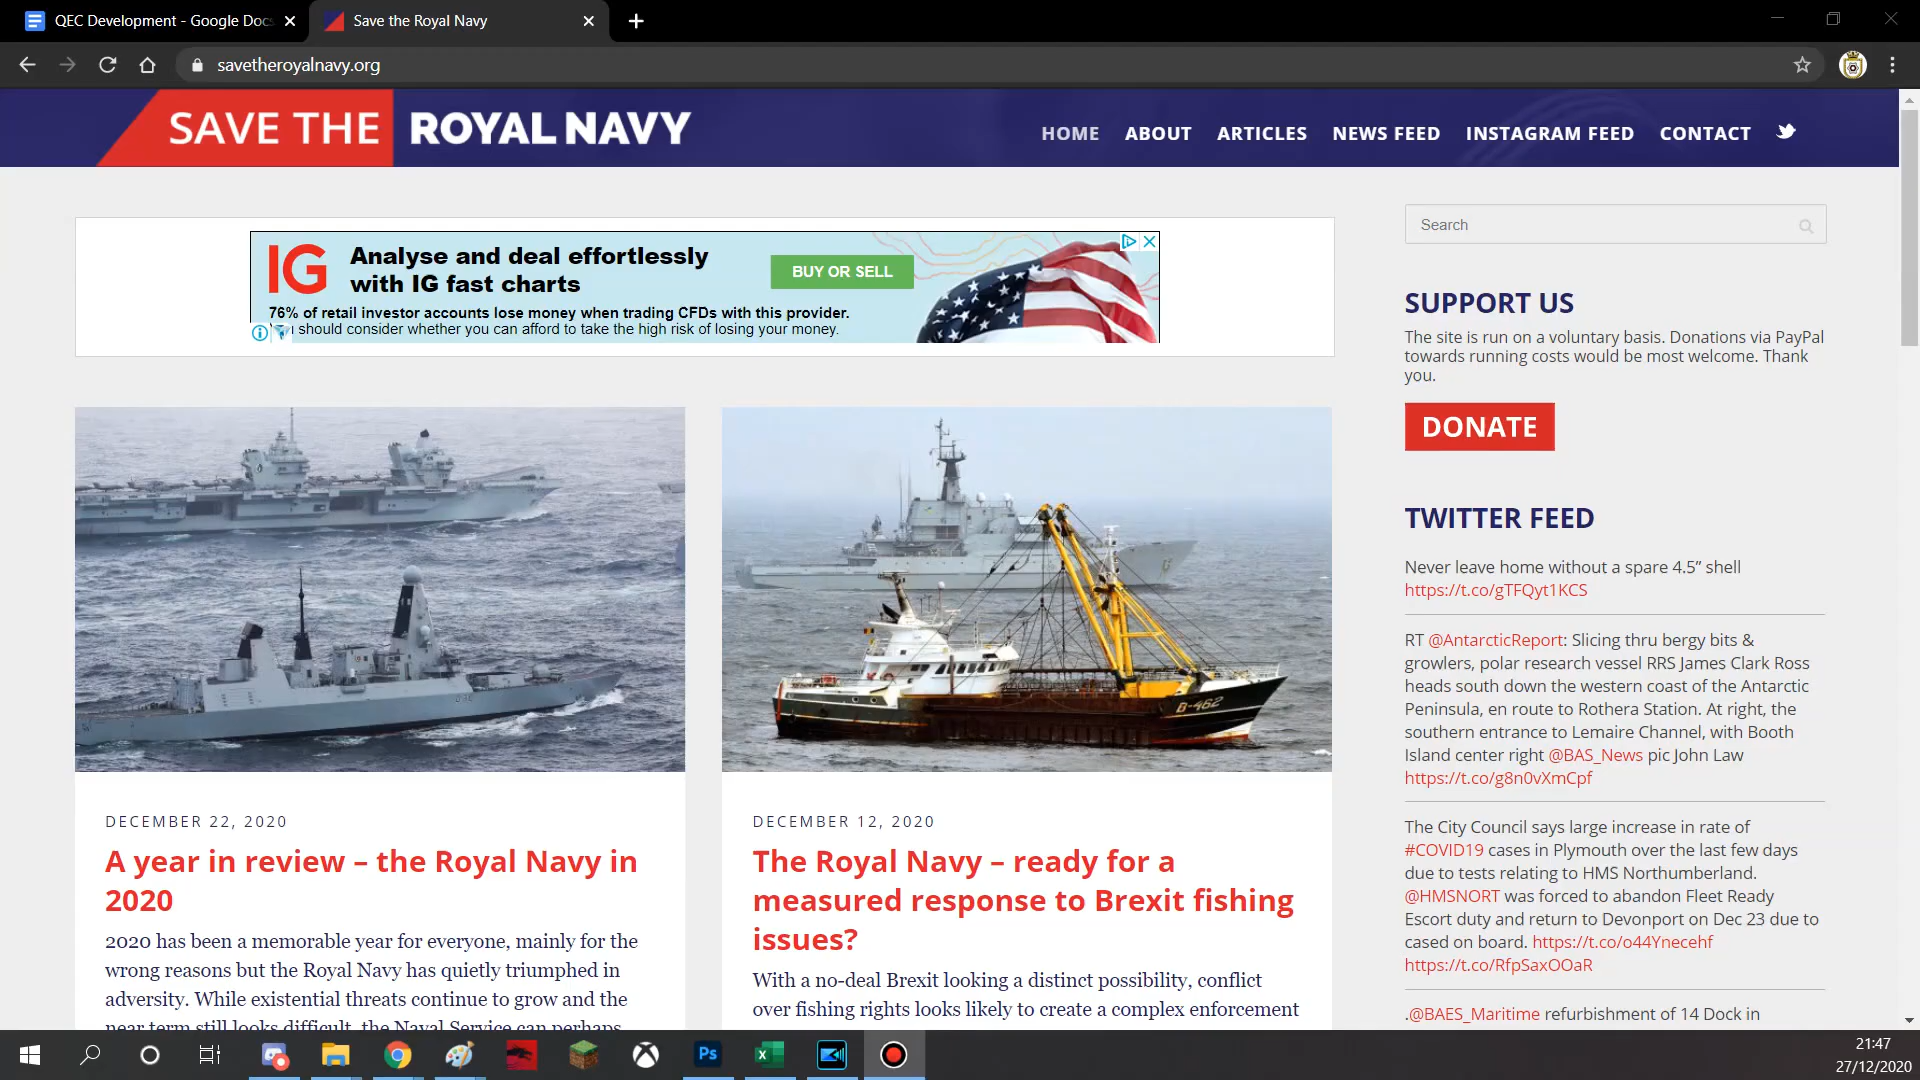 QEC Development - Google Doc
Save the Royal Navy
savetheroyalnavy.org
SAVE THE ROYAL NAVY
HOME ABOUT ARTICLES NEWS FEED INSTAGRAM FEED CONTACT
IG
Analyse and deal effortlessly
with IG fast charts
BUY OR SELL
76% of retail investor accounts lose money when trading CFDs with this provider.
should consider whether you can afford to take the high risk of losing your money.
Search
SUPPORT US
The site is run on a voluntary basis. Donations via PayPal
towards running costs would be most welcome. Thank
you.
DONATE
B-462
DECEMBER 22, 2020
A year in review – the Royal Navy in
2020
2020 has been a memorable year for everyone, mainly for the
wrong reasons but the Royal Navy has quietly triumphed in
adversity. While existential threats continue to grow and the
near term still looks difficult, the Naval Service can perhaps
DECEMBER 12, 2020
The Royal Navy – ready for a
measured response to Brexit fishing
issues?
With a no-deal Brexit looking a distinct possibility, conflict
over fishing rights looks likely to create a complex enforcement
TWITTER FEED
Never leave home without a spare 4.5” shell
https://t.co/gTFQyt1KCS
RT @AntarcticReport: Slicing thru bergy bits &
growlers, polar research vessel RRS James Clark Ross
heads south down the western coast of the Antarctic
Peninsula, en route to Rothera Station. At right, the
southern entrance to Lemaire Channel, with Booth
Island center right @BAS_News pic John Law
https://t.co/g8n0vXmCpf
The City Council says large increase in rate of
#COVID19 cases in Plymouth over the last few days
due to tests relating to HMS Northumberland.
@HMSNORT was forced to abandon Fleet Ready
Escort duty and return to Devonport on Dec 23 due to
cased on board. https://t.co/o44Ynecehf
https://t.co/RfpSaxOOaR
.@BAES_Maritime refurbishment of 14 Dock in
Ps
21:47
27/12/2020